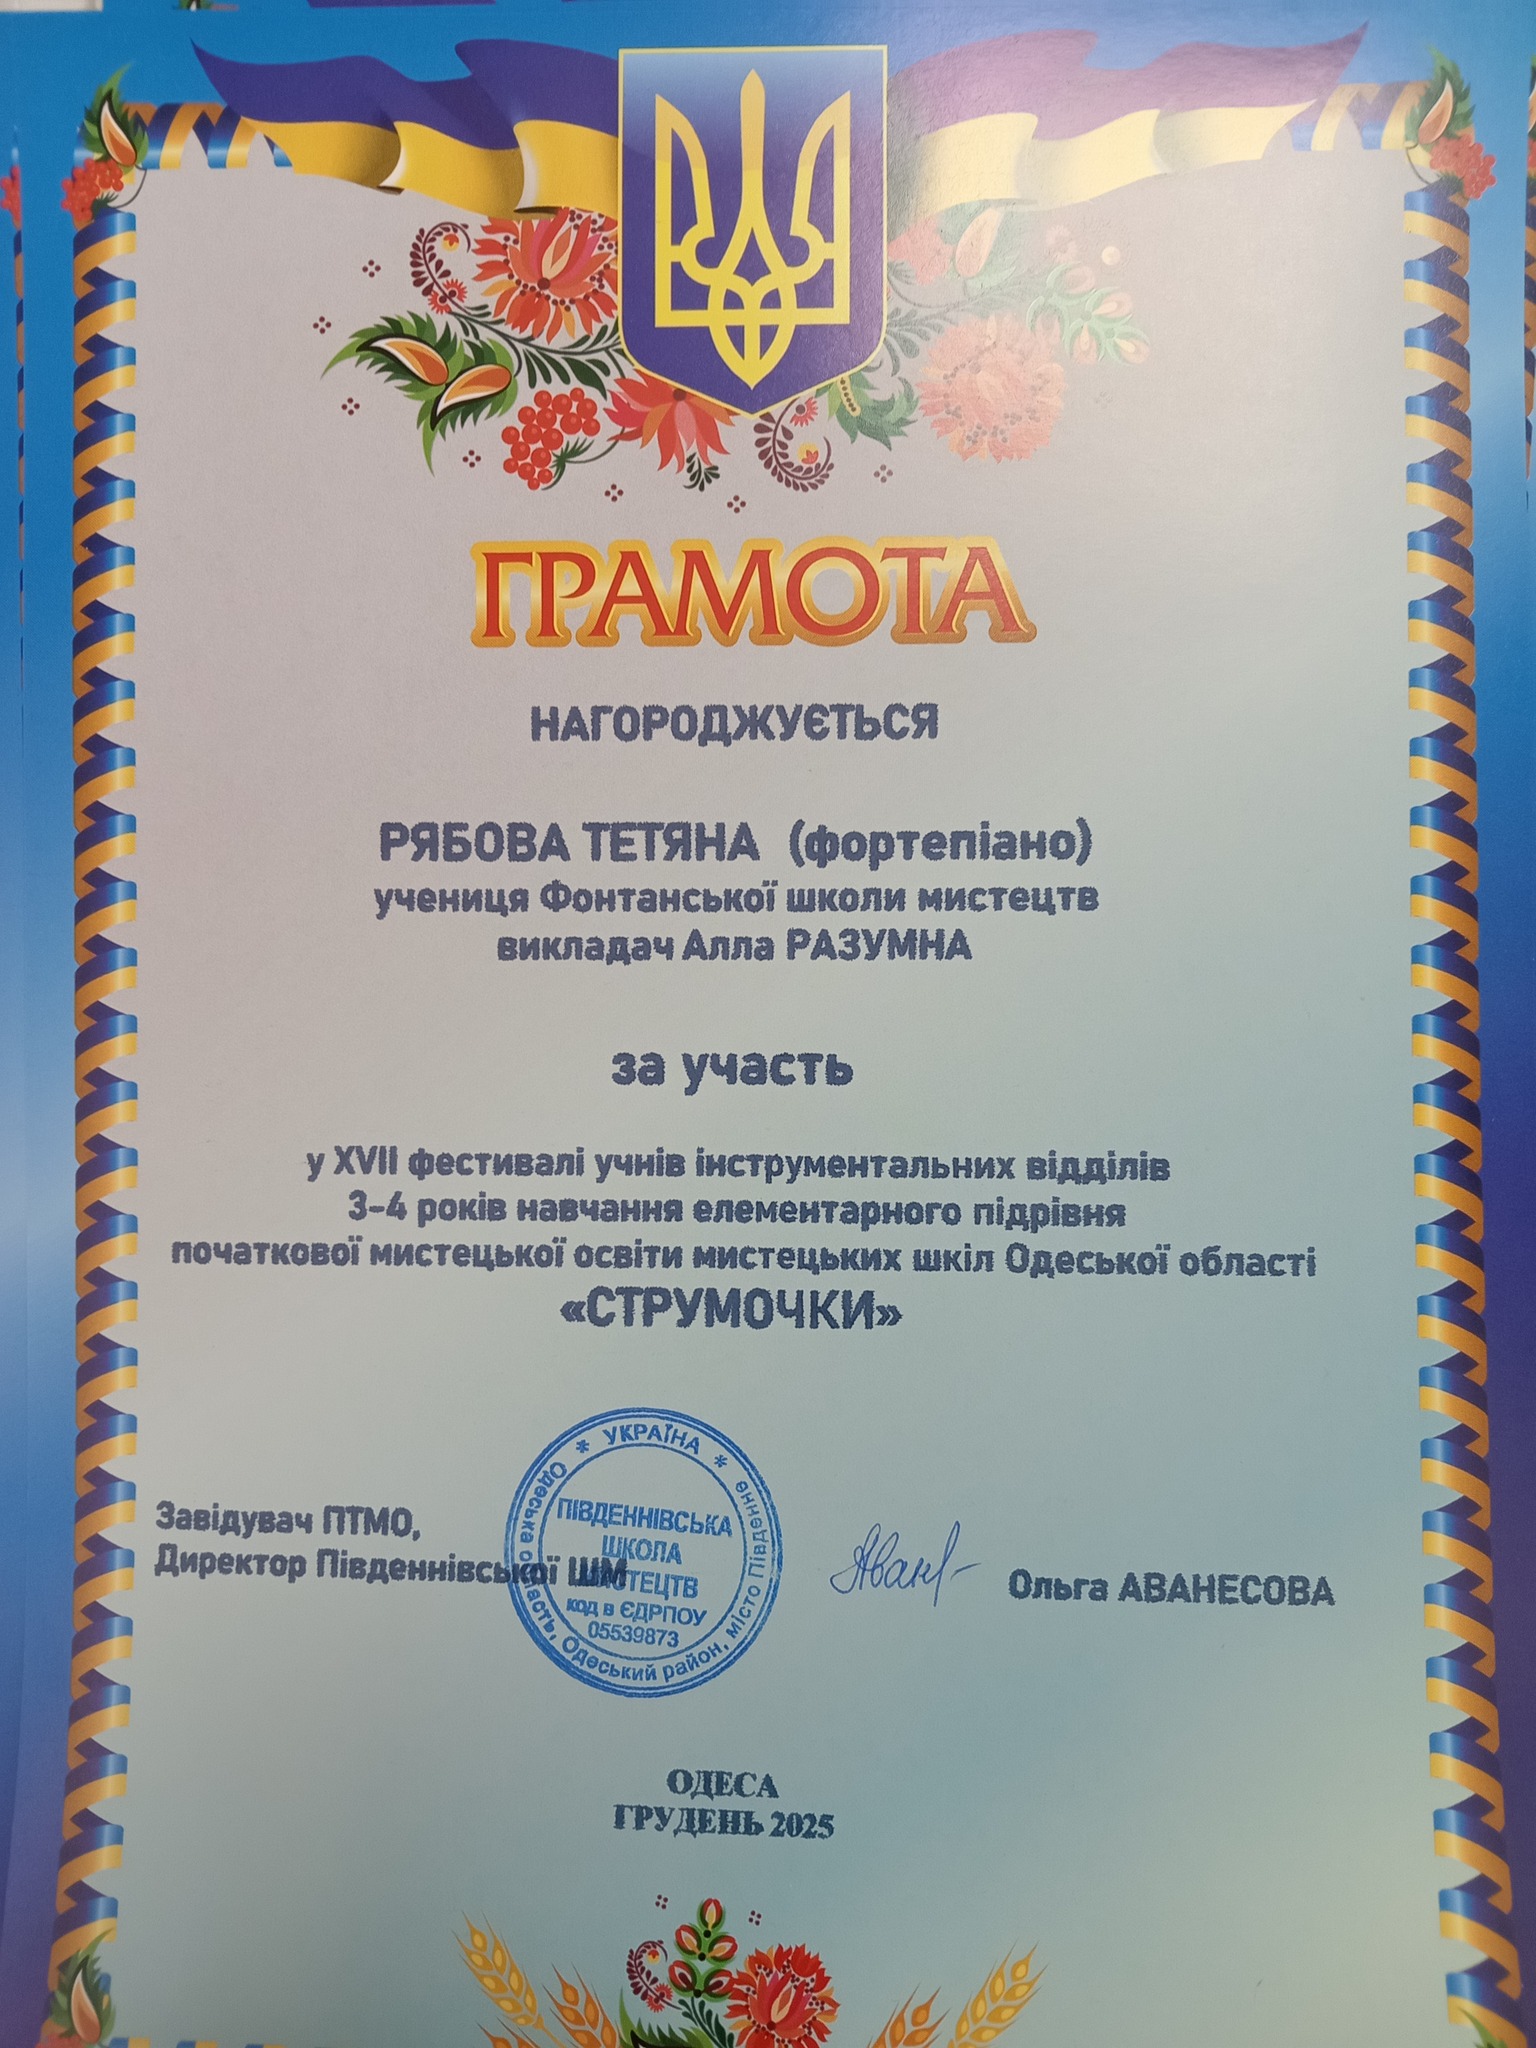 ГРАМОТА
НАГОРОДЖУЄТЬСЯ
РЯБОВА ТЕТЯНА (фортепіано)
учениця Фонтанської школи мистецтв
викладач Алла РАЗУМНА
за участь
у XVII фестивалі учнів інструментальних відділів
3-4 років навчання елементарного підрівня
початкової мистецької освіти мистецьких шкіл Одеської області
«СТРУМОЧКИ»
Завідувач ПТМО,
Директор Південнівської ШМ
* УКРАЇНА *
Одеська область, Одеський район, місто Південне
ПІВДЕННІВСЬКА
ШКОЛА
МИСТЕЦТВ
код в ЄДРПОУ
05539873
Ольга АВАНЕСОВА
ОДЕСА
ГРУДЕНЬ 2025